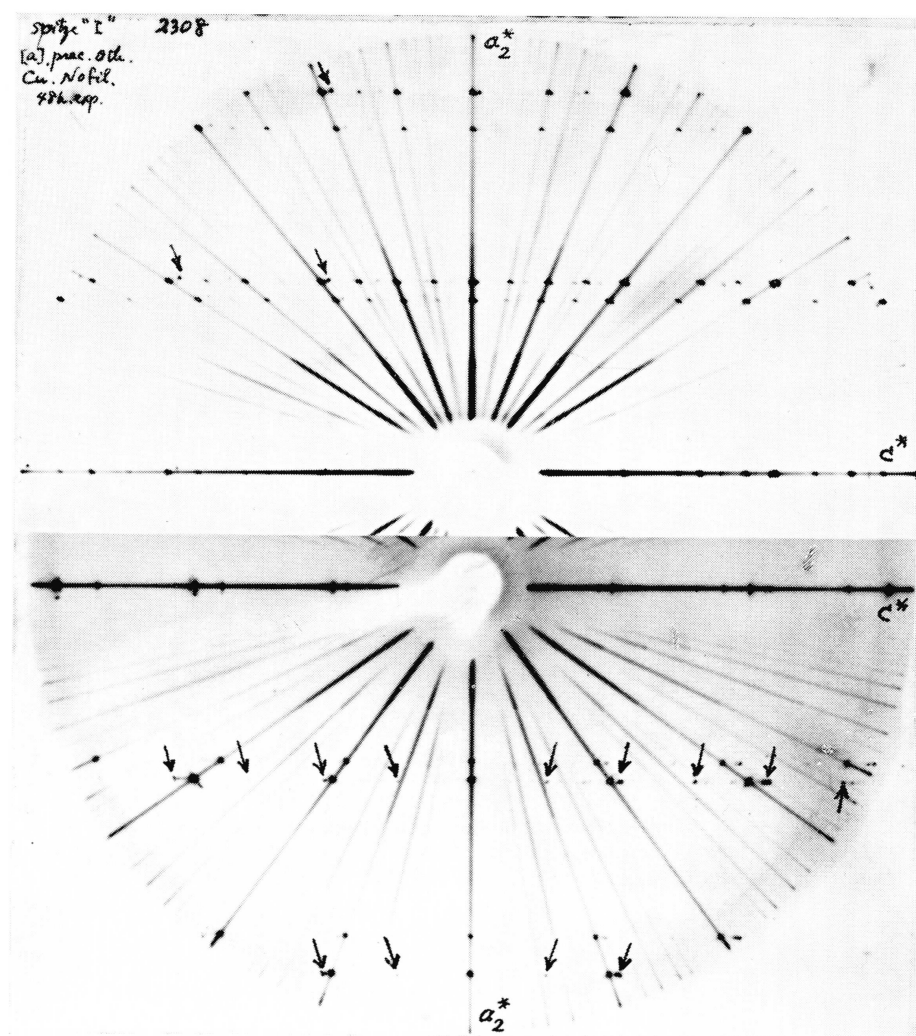 Spitze "I" 2308
[a], prec. 0th.
Cu. Nofil.
48h. exp.
a₂*
c*
c*
a₂*